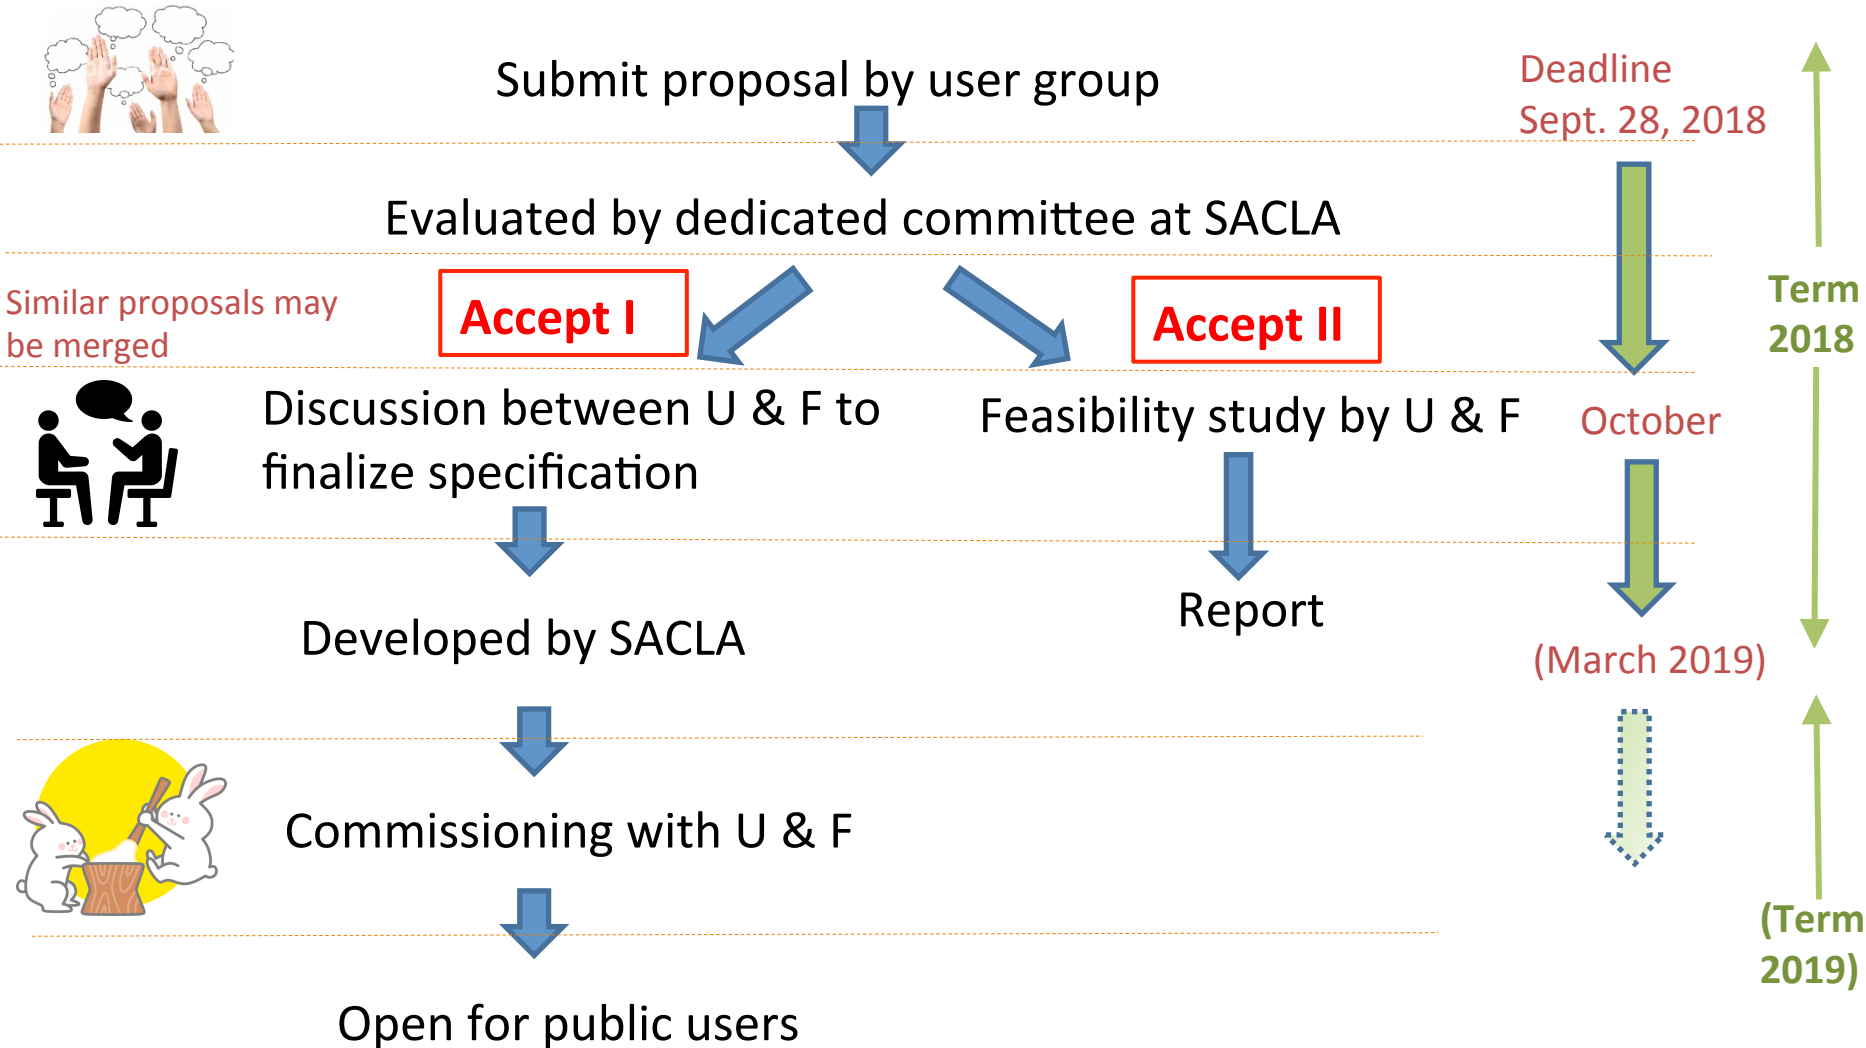 Submit proposal by user group
Deadline
Sept. 28, 2018
Evaluated by dedicated committee at SACLA
Similar proposals may
be merged
Accept I
Accept II
Term
2018
Discussion between U & F to
finalize specification
Feasibility study by U & F
October
Developed by SACLA
Report
(March 2019)
Commissioning with U & F
(Term
2019)
Open for public users